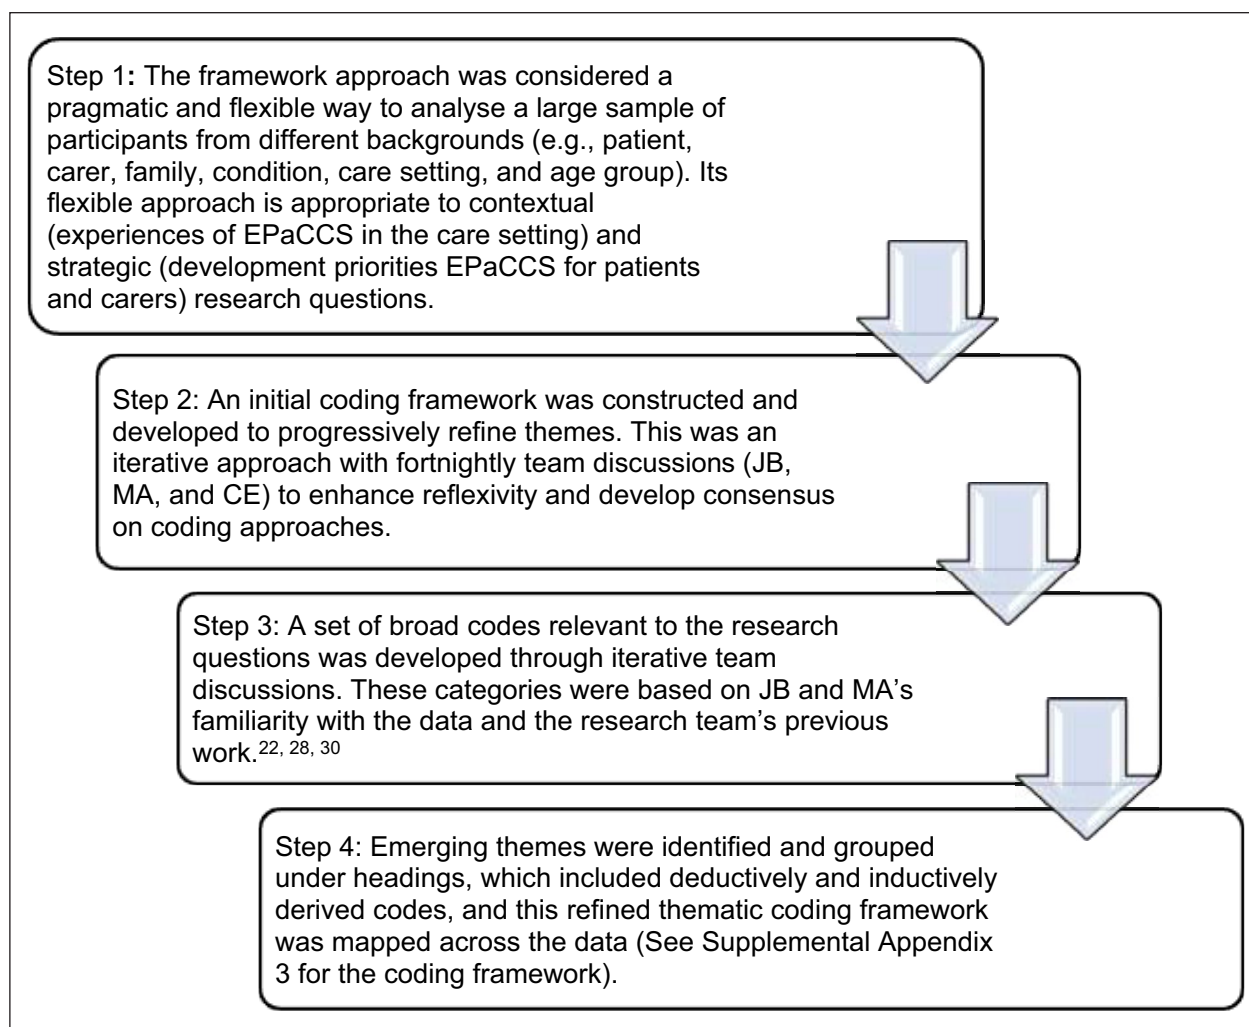 Step 1: The framework approach was considered a
pragmatic and flexible way to analyse a large sample of
participants from different backgrounds (e.g., patient,
carer, family, condition, care setting, and age group). Its
flexible approach is appropriate to contextual
(experiences of EPaCCS in the care setting) and
strategic (development priorities EPaCCS for patients
and carers) research questions.
Step 2: An initial coding framework was constructed and
developed to progressively refine themes. This was an
iterative approach with fortnightly team discussions (JB,
MA, and CE) to enhance reflexivity and develop consensus
on coding approaches.
Step 3: A set of broad codes relevant to the research
questions was developed through iterative team
discussions. These categories were based on JB and MA’s
familiarity with the data and the research team’s previous
work.22, 28, 30
Step 4: Emerging themes were identified and grouped
under headings, which included deductively and inductively
derived codes, and this refined thematic coding framework
was mapped across the data (See Supplemental Appendix
3 for the coding framework).